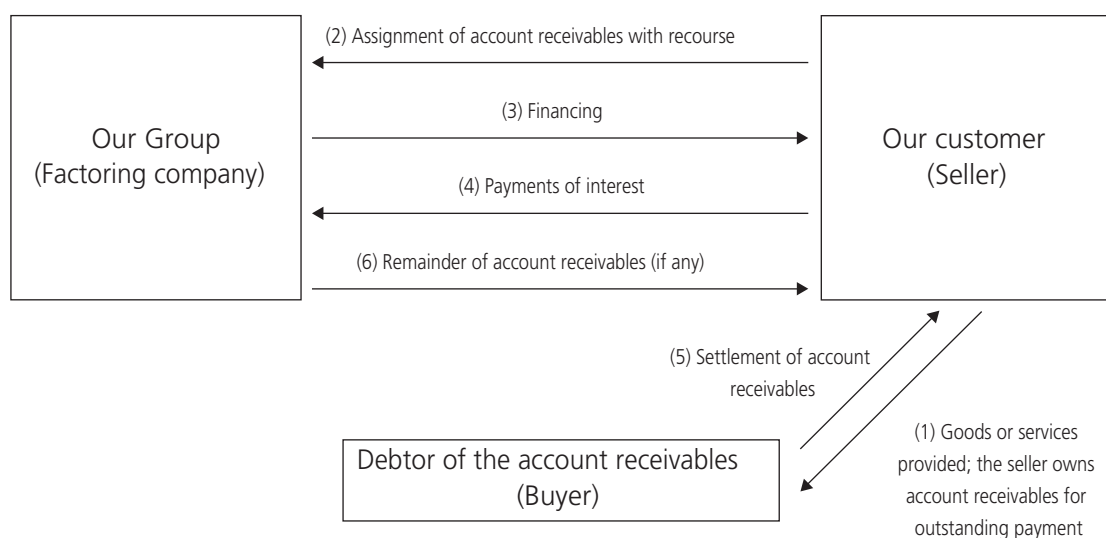 (2) Assignment of account receivables with recourse
(3) Financing
Our Group
(Factoring company)
Our customer
(Seller)
(4) Payments of interest
(6) Remainder of account receivables (if any)
(5) Settlement of account
receivables
(1) Goods or services
provided; the seller owns
account receivables for
outstanding payment
Debtor of the account receivables
(Buyer)